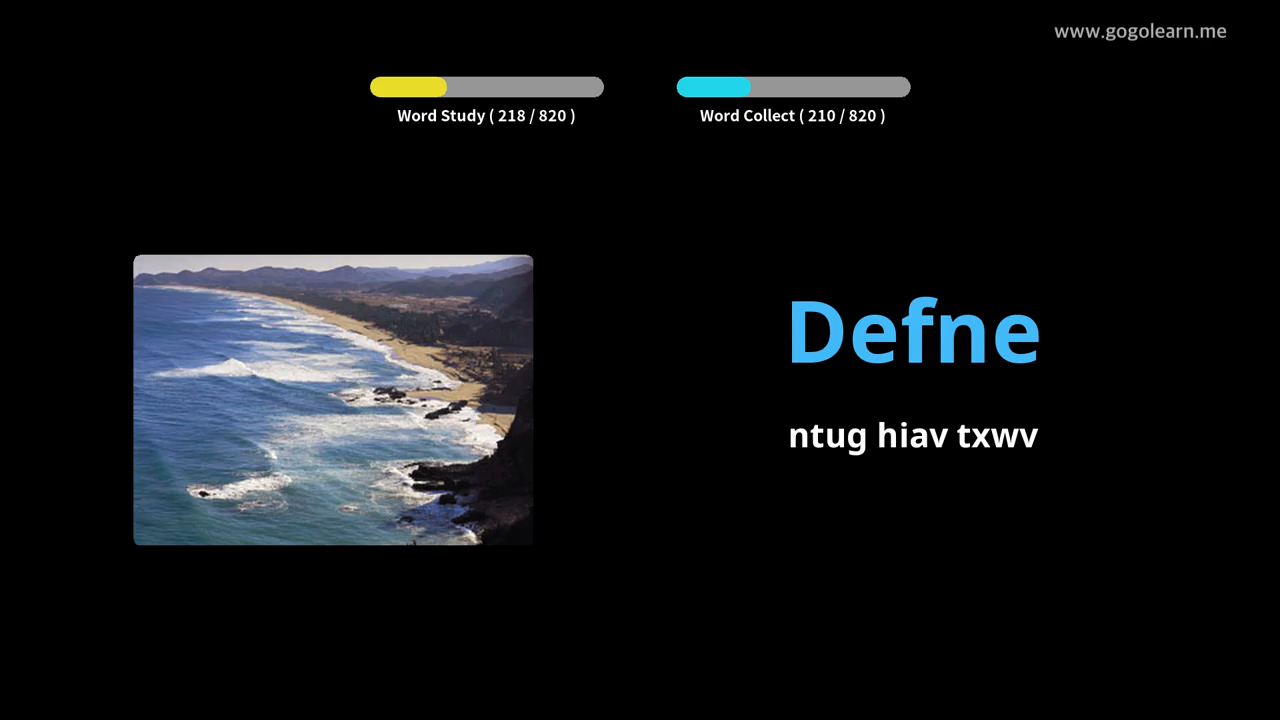 www.gogolearn.me
Word Study ( 218 / 820 )
Word Collect ( 210 / 820 )
Defne
ntug hiav txwv